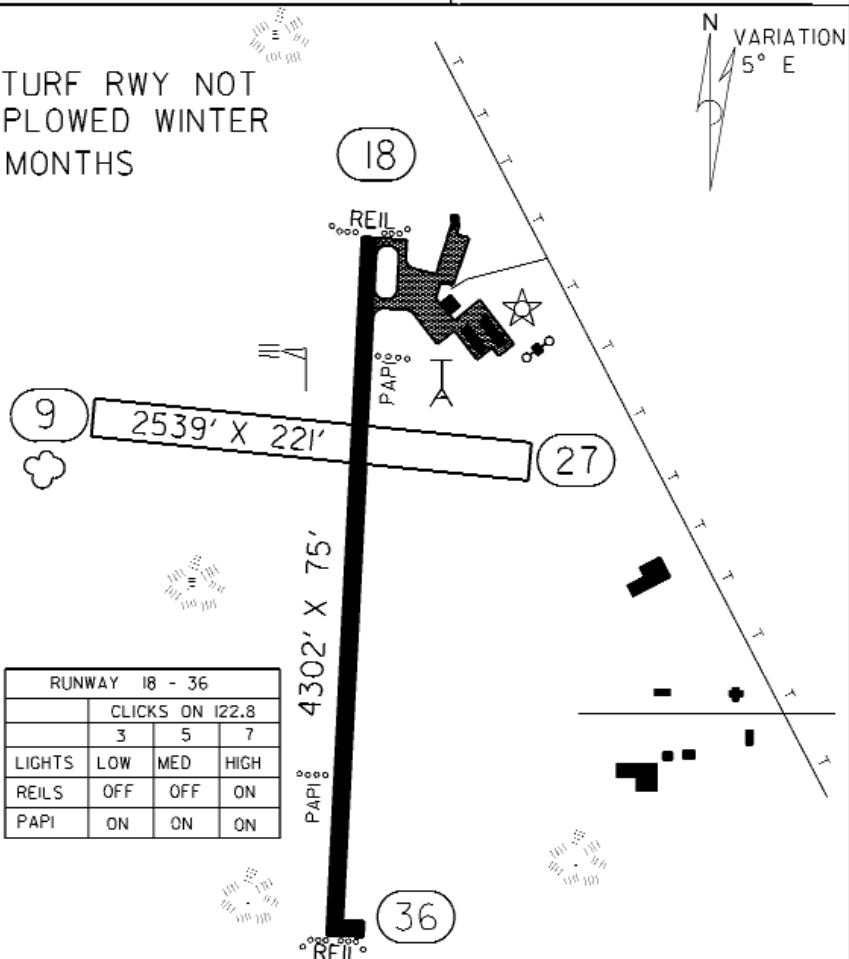 N
VARIATION
5° E
TURF RWY NOT
PLOWED WINTER
MONTHS
18
REIL
PAPI
9
2539' X 221'
27
4302' X 75'
RUNWAY 18 - 36
CLICKS ON 122.8
3 5 7
LIGHTS LOW MED HIGH
REILS OFF OFF ON
PAPI ON ON ON
PAPI
36
REIL
T
T
T
T
T
T
T
T
T
T
T
T
T